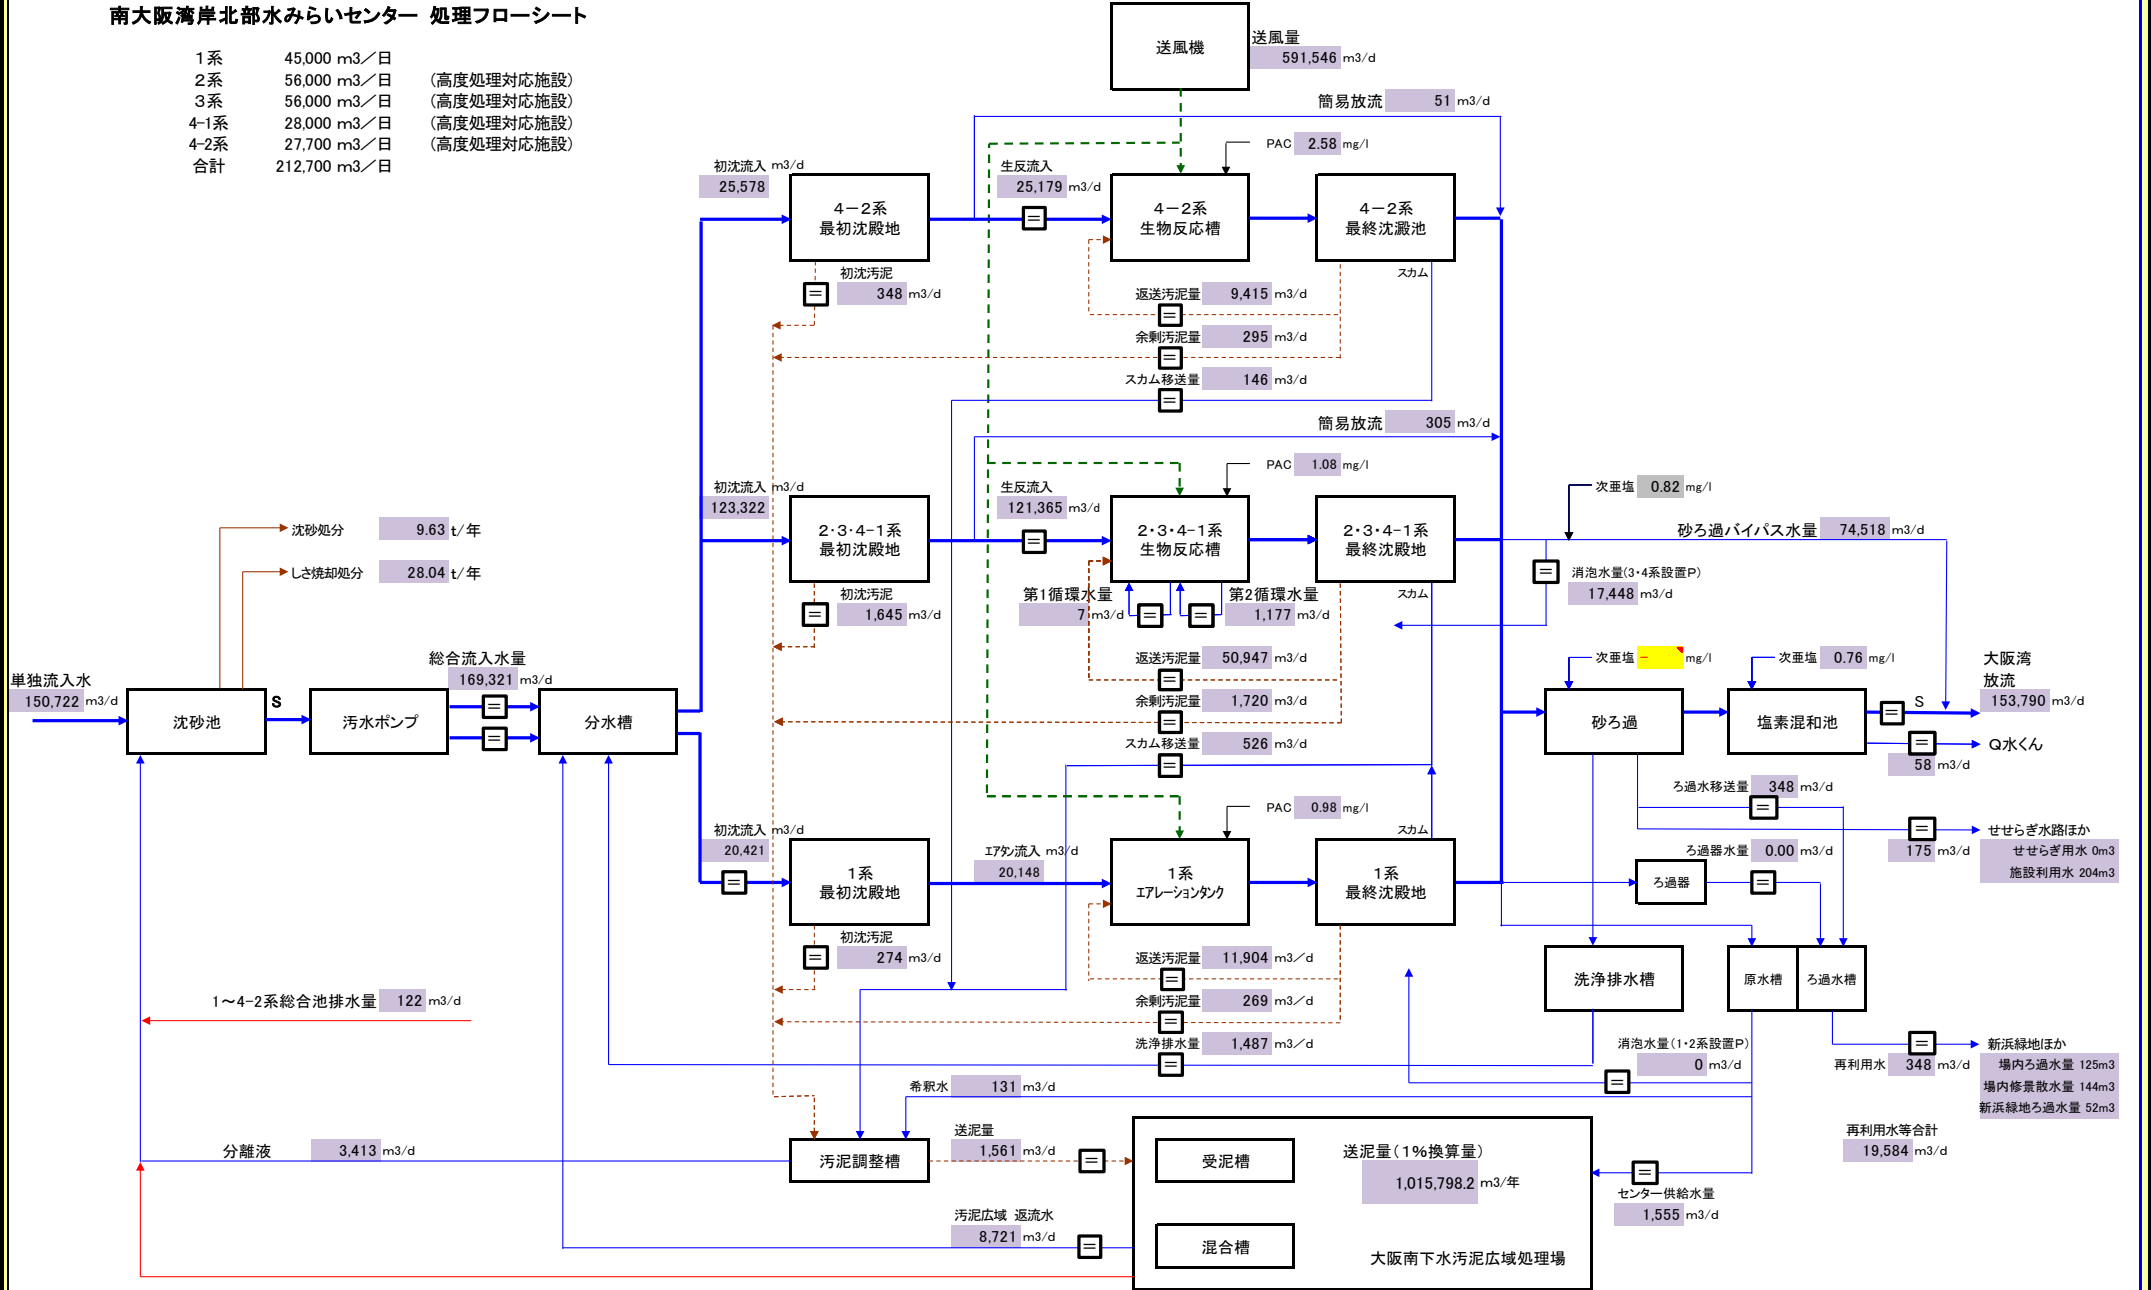 南大阪湾岸北部水みらいセンター 処理フローシート
1系 45,000 m3／日
2系 56,000 m3／日 (高度処理対応施設)
3系 56,000 m3／日 (高度処理対応施設)
4-1系 28,000 m3／日 (高度処理対応施設)
4-2系 27,700 m3／日 (高度処理対応施設)
合計 212,700 m3／日
送風機
送風量
591,546 m3/d
簡易放流 51 m3/d
PAC 2.58 mg/l
初沈流入 m3/d
25,578
4－2系
最初沈殿地
生反流入
25,179 m3/d
4－2系
生物反応槽
4－2系
最終沈澱池
初沈汚泥
348 m3/d
スカム
返送汚泥量 9,415 m3/d
余剰汚泥量 295 m3/d
スカム移送量 146 m3/d
簡易放流 305 m3/d
PAC 1.08 mg/l
初沈流入 m3/d
123,322
2・3・4-1系
最初沈殿地
生反流入
121,365 m3/d
2・3・4-1系
生物反応槽
2・3・4-1系
最終沈殿地
次亜塩 0.82 mg/l
砂ろ過バイパス水量 74,518 m3/d
消泡水量(3・4系設置P)
17,448 m3/d
沈砂処分 9.63 t/年
しさ焼却処分 28.04 t/年
初沈汚泥
1,645 m3/d
第1循環水量
7 m3/d
第2循環水量
1,177 m3/d
スカム
返送汚泥量 50,947 m3/d
余剰汚泥量 1,720 m3/d
スカム移送量 526 m3/d
単独流入水
150,722 m3/d
沈砂池
S
汚水ポンプ
総合流入水量
169,321 m3/d
分水槽
次亜塩 － mg/l
次亜塩 0.76 mg/l
砂ろ過
塩素混和池
S
大阪湾
放流
153,790 m3/d
Q水くん
58 m3/d
ろ過水移送量 348 m3/d
せせらぎ水路ほか
175 m3/d
せせらぎ用水 0m3
施設利用水 204m3
ろ過器水量 0.00 m3/d
ろ過器
PAC 0.98 mg/l
初沈流入 m3/d
20,421
1系
最初沈殿地
エアタン流入 m3/d
20,148
1系
エアレーションタンク
スカム
1系
最終沈殿地
初沈汚泥
274 m3/d
返送汚泥量 11,904 m3／d
余剰汚泥量 269 m3／d
洗浄排水量 1,487 m3／d
洗浄排水槽
原水槽
ろ過水槽
1～4-2系総合池排水量 122 m3/d
消泡水量(1・2系設置P)
0 m3/d
新浜緑地ほか
再利用水 348 m3/d
場内ろ過水量 125m3
場内修景散水量 144m3
新浜緑地ろ過水量 52m3
希釈水 131 m3/d
分離液 3,413 m3/d
汚泥調整槽
送泥量
1,561 m3/d
受泥槽
送泥量(1%換算量)
1,015,798.2 m3/年
再利用水等合計
19,584 m3/d
センター供給水量
1,555 m3/d
汚泥広域 返流水
8,721 m3/d
混合槽
大阪南下水汚泥広域処理場